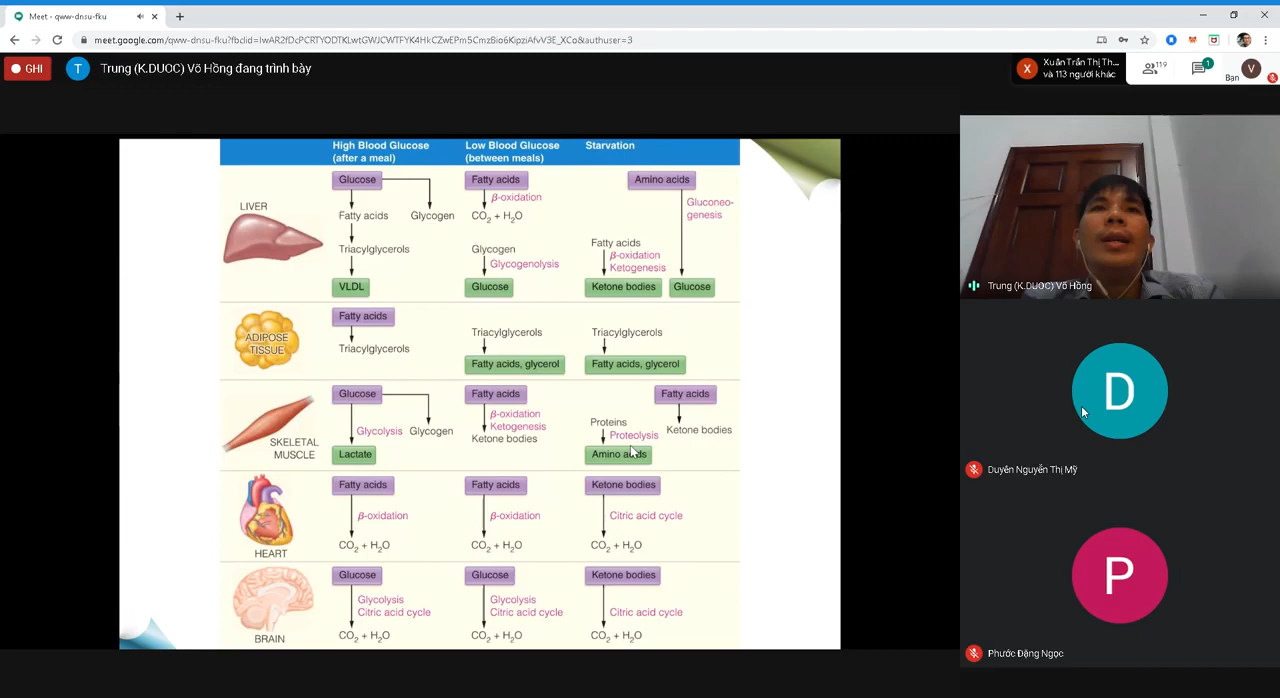 Meet - qww-dnsu-fku
meet.google.com/qww-dnsu-fku?fbclid=IwAR2fDcPCRTYODTKLwtGWJCWTFYK4HkCZwEPm5CmzBio6KipziAfvV3E_XCo&authuser=3
GHI
T
Trung (K.DUOC) Võ Hồng đang trình bày
X
Xuân Trần Thị Th...
và 113 người khác
119
1
Bạn
V
High Blood Glucose
(after a meal)
Low Blood Glucose
(between meals)
Starvation
LIVER
Glucose
Fatty acids
Glycogen
Triacylglycerols
VLDL
Fatty acids
β-oxidation
CO2 + H2O
Glycogen
Glycogenolysis
Glucose
Amino acids
Gluconeo-
genesis
Fatty acids
β-oxidation
Ketogenesis
Ketone bodies
Glucose
ADIPOSE
TISSUE
Fatty acids
Triacylglycerols
Triacylglycerols
Fatty acids, glycerol
Triacylglycerols
Fatty acids, glycerol
SKELETAL
MUSCLE
Glucose
Glycolysis
Glycogen
Lactate
Fatty acids
β-oxidation
Ketogenesis
Ketone bodies
Fatty acids
Proteins
Proteolysis
Ketone bodies
Amino acids
HEART
Fatty acids
β-oxidation
CO2 + H2O
Fatty acids
β-oxidation
CO2 + H2O
Ketone bodies
Citric acid cycle
CO2 + H2O
BRAIN
Glucose
Glycolysis
Citric acid cycle
CO2 + H2O
Glucose
Glycolysis
Citric acid cycle
CO2 + H2O
Ketone bodies
Citric acid cycle
CO2 + H2O
Trung (K.DUOC) Võ Hồng
D
Duyên Nguyễn Thị Mỹ
P
Phước Đặng Ngọc